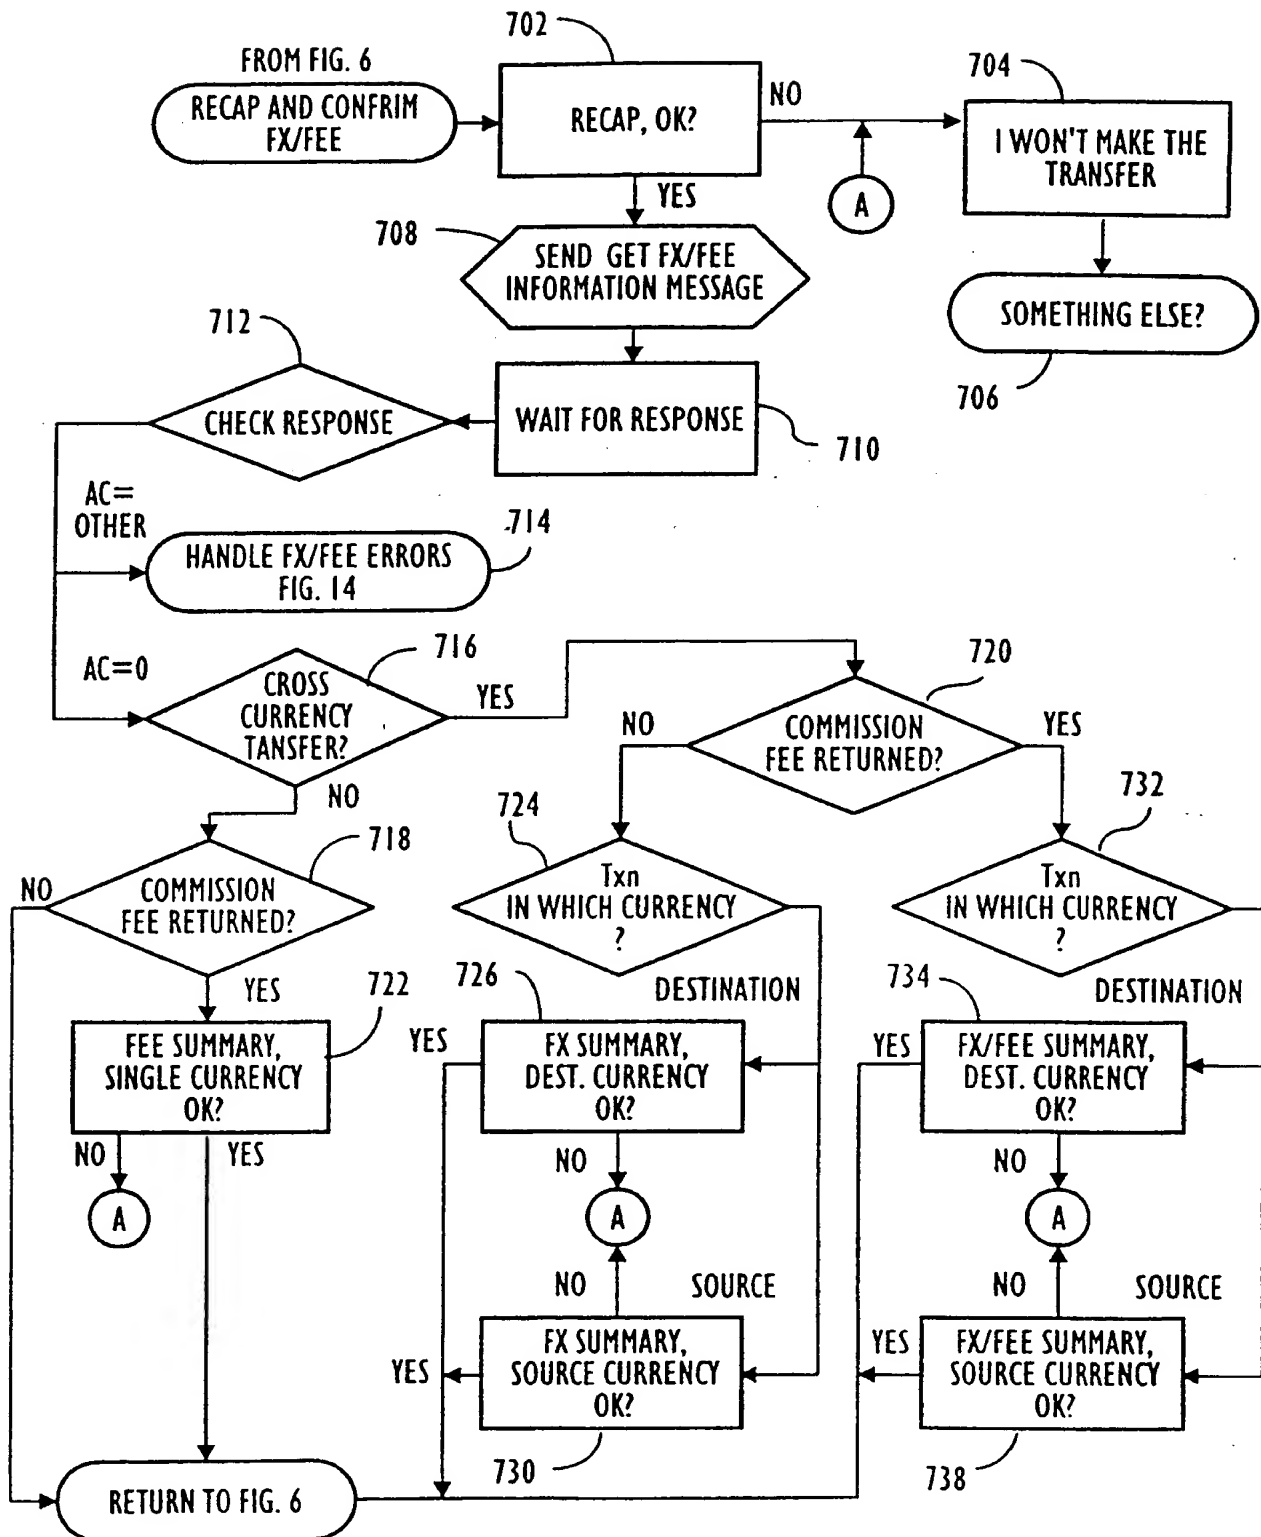 702
FROM FIG. 6
RECAP AND CONFRIM
FX/FEE
RECAP, OK?
NO
704
I WON'T MAKE THE
TRANSFER
A
YES
708
SEND GET FX/FEE
INFORMATION MESSAGE
SOMETHING ELSE?
706
712
CHECK RESPONSE
WAIT FOR RESPONSE
710
AC=
OTHER
714
HANDLE FX/FEE ERRORS
FIG. 14
AC=0
716
CROSS
CURRENCY
TANSFER?
YES
NO
720
COMMISSION
FEE RETURNED?
NO
YES
718
COMMISSION
FEE RETURNED?
NO
YES
724
Txn
IN WHICH CURRENCY
?
732
Txn
IN WHICH CURRENCY
?
722
FEE SUMMARY,
SINGLE CURRENCY
OK?
NO
YES
A
726
DESTINATION
YES
FX SUMMARY,
DEST. CURRENCY
OK?
NO
A
NO
SOURCE
YES
FX SUMMARY,
SOURCE CURRENCY
OK?
730
734
DESTINATION
YES
FX/FEE SUMMARY,
DEST. CURRENCY
OK?
NO
A
NO
SOURCE
YES
FX/FEE SUMMARY,
SOURCE CURRENCY
OK?
738
RETURN TO FIG. 6